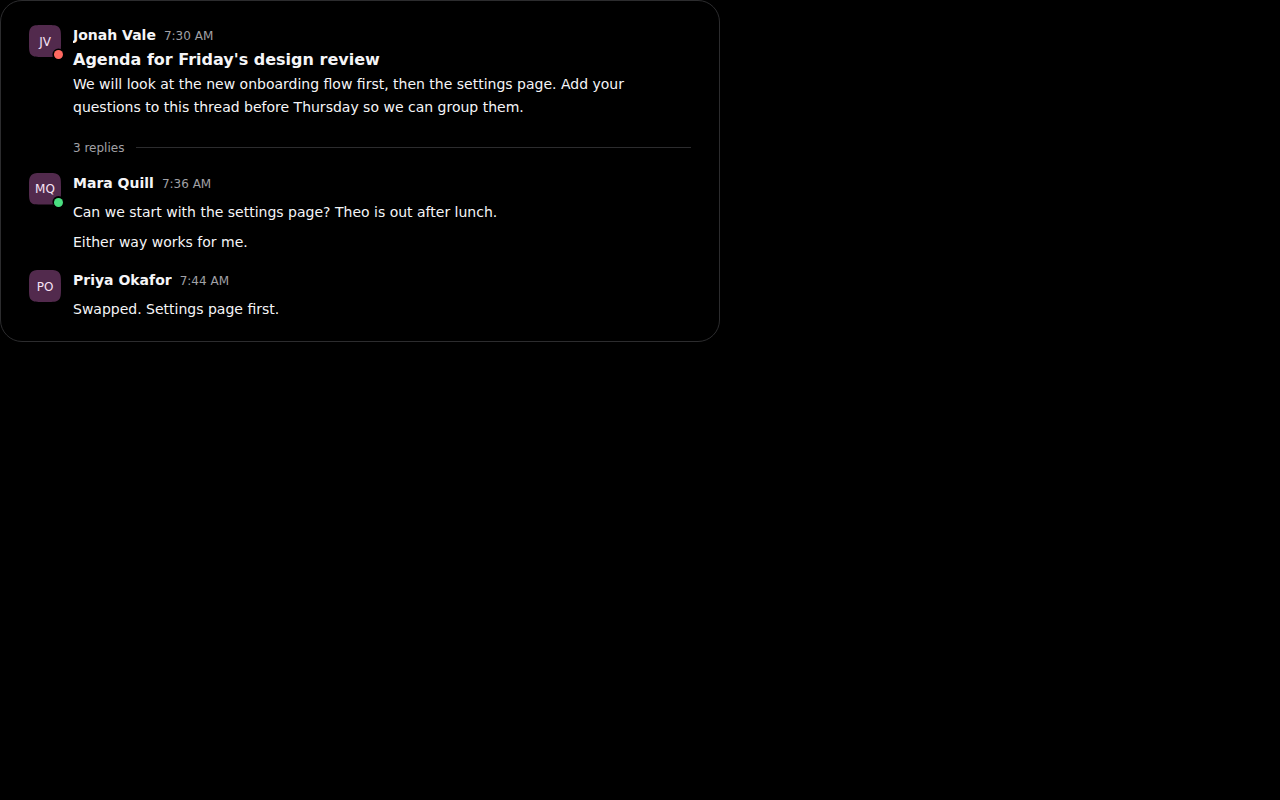 JV
Jonah Vale 7:30 AM
Agenda for Friday's design review
We will look at the new onboarding flow first, then the settings page. Add your
questions to this thread before Thursday so we can group them.
3 replies
MQ
Mara Quill 7:36 AM
Can we start with the settings page? Theo is out after lunch.
Either way works for me.
PO
Priya Okafor 7:44 AM
Swapped. Settings page first.